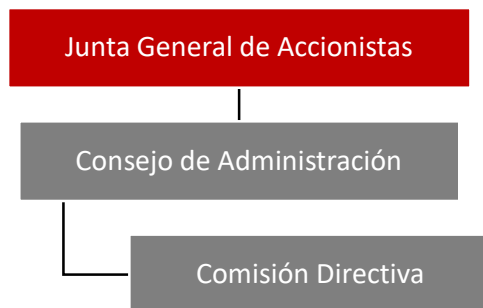 Junta General de Accionistas
Consejo de Administración
Comisión Directiva